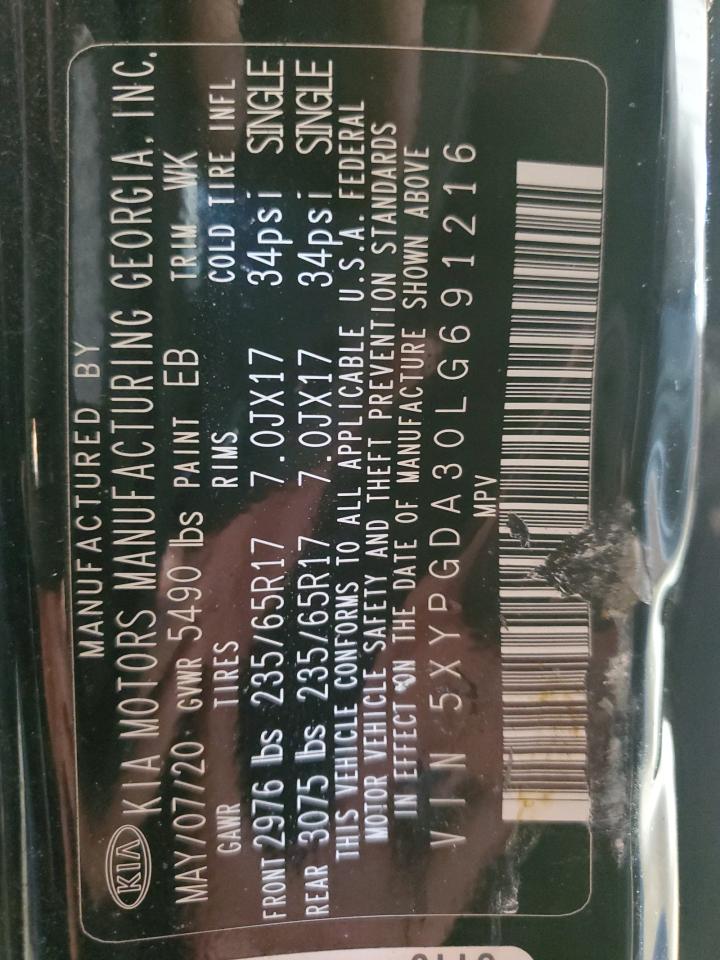 MANUFACTURED BY
KIA KIA MOTORS MANUFACTURING GEORGIA, INC.
MAY/07/20 GVWR 5490 lbs PAINT EB TRIM WK
GAWR TIRES RIMS COLD TIRE INFL
FRONT 2976 lbs 235/65R17 7.0JX17 34psi SINGLE
REAR 3075 lbs 235/65R17 7.0JX17 34psi SINGLE
THIS VEHICLE CONFORMS TO ALL APPLICABLE U.S.A. FEDERAL
MOTOR VEHICLE SAFETY AND THEFT PREVENTION STANDARDS
IN EFFECT ON THE DATE OF MANUFACTURE SHOWN ABOVE
VIN 5XYPGDA30LG691216
MPV